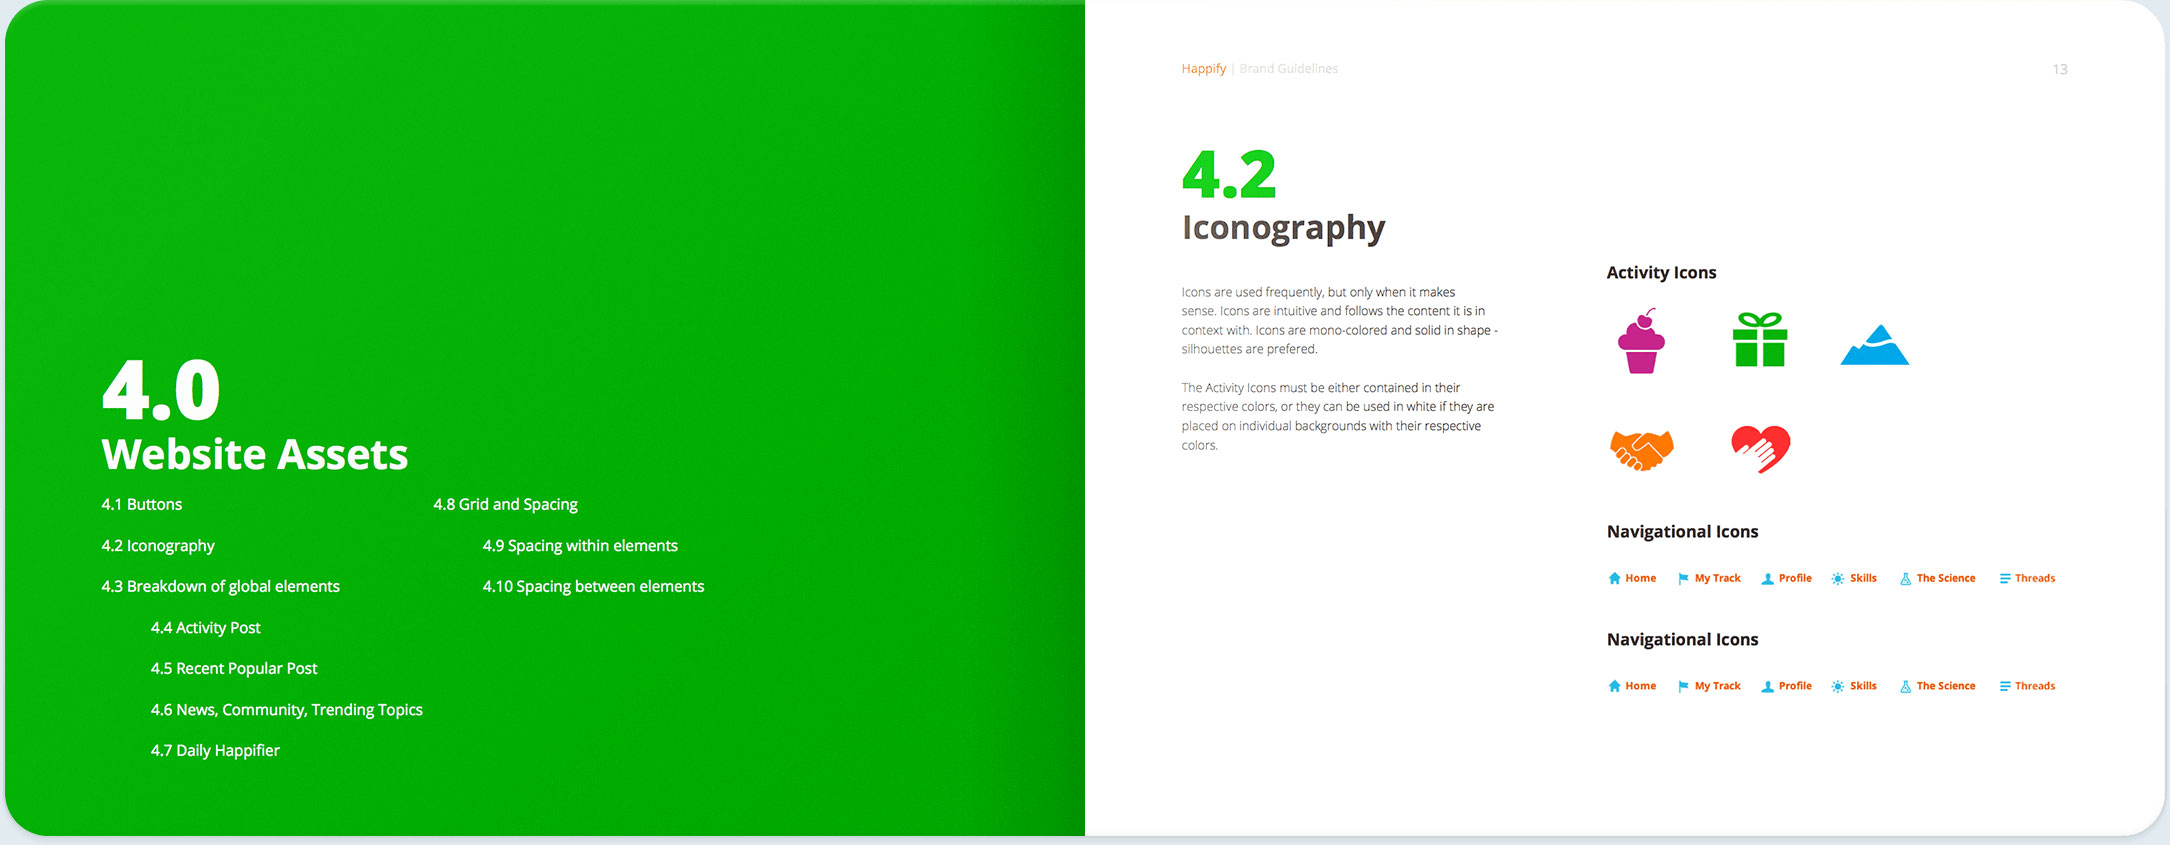 4.0
Website Assets
4.1 Buttons
4.2 Iconography
4.3 Breakdown of global elements
4.4 Activity Post
4.5 Recent Popular Post
4.6 News, Community, Trending Topics
4.7 Daily Happifier
4.8 Grid and Spacing
4.9 Spacing within elements
4.10 Spacing between elements
Happify | Brand Guidelines
13
4.2
Iconography
Icons are used frequently, but only when it makes
sense. Icons are intuitive and follows the content it is in
context with. Icons are mono-colored and solid in shape -
silhouettes are prefered.
The Activity Icons must be either contained in their
respective colors, or they can be used in white if they are
placed on individual backgrounds with their respective
colors.
Activity Icons
Navigational Icons
Home My Track Profile Skills The Science Threads
Navigational Icons
Home My Track Profile Skills The Science Threads